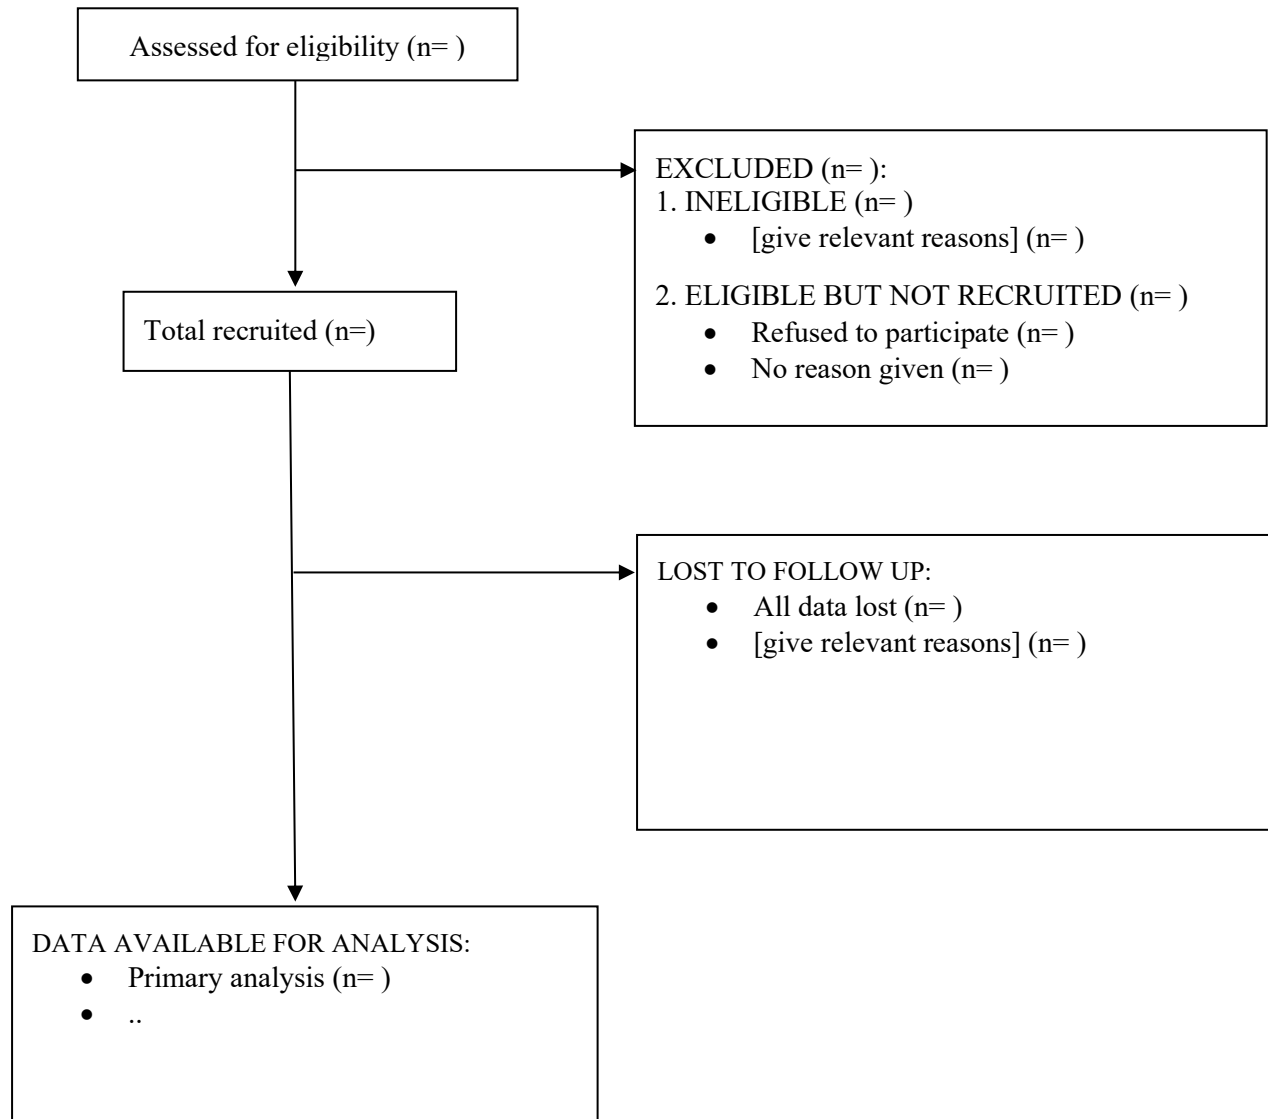 Assessed for eligibility (n= )
EXCLUDED (n= ):
1. INELIGIBLE (n= )
• [give relevant reasons] (n= )
2. ELIGIBLE BUT NOT RECRUITED (n= )
• Refused to participate (n= )
• No reason given (n= )
Total recruited (n=)
LOST TO FOLLOW UP:
• All data lost (n= )
• [give relevant reasons] (n= )
DATA AVAILABLE FOR ANALYSIS:
• Primary analysis (n= )
• ..